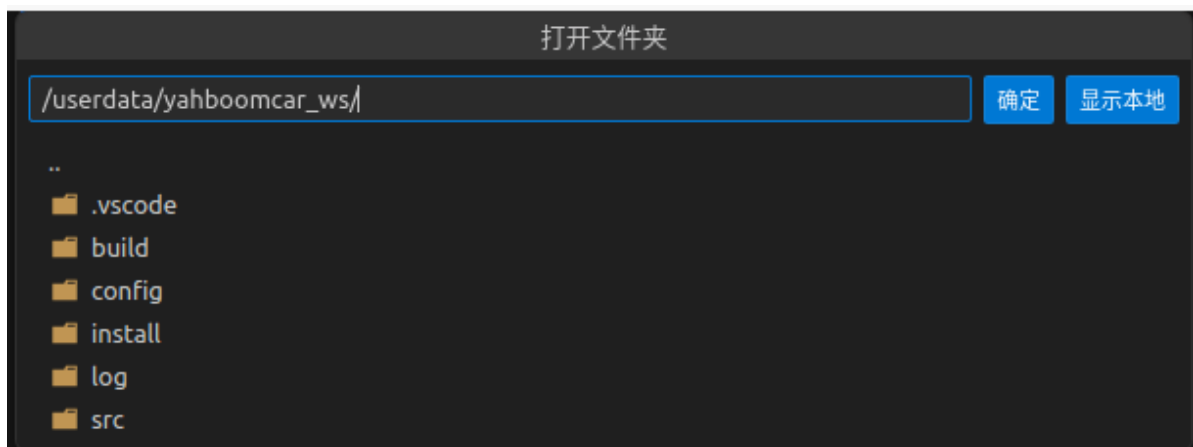 打开文件夹
/userdata/yahboomcar_ws/
确定
显示本地
..
.vscode
build
config
install
log
src